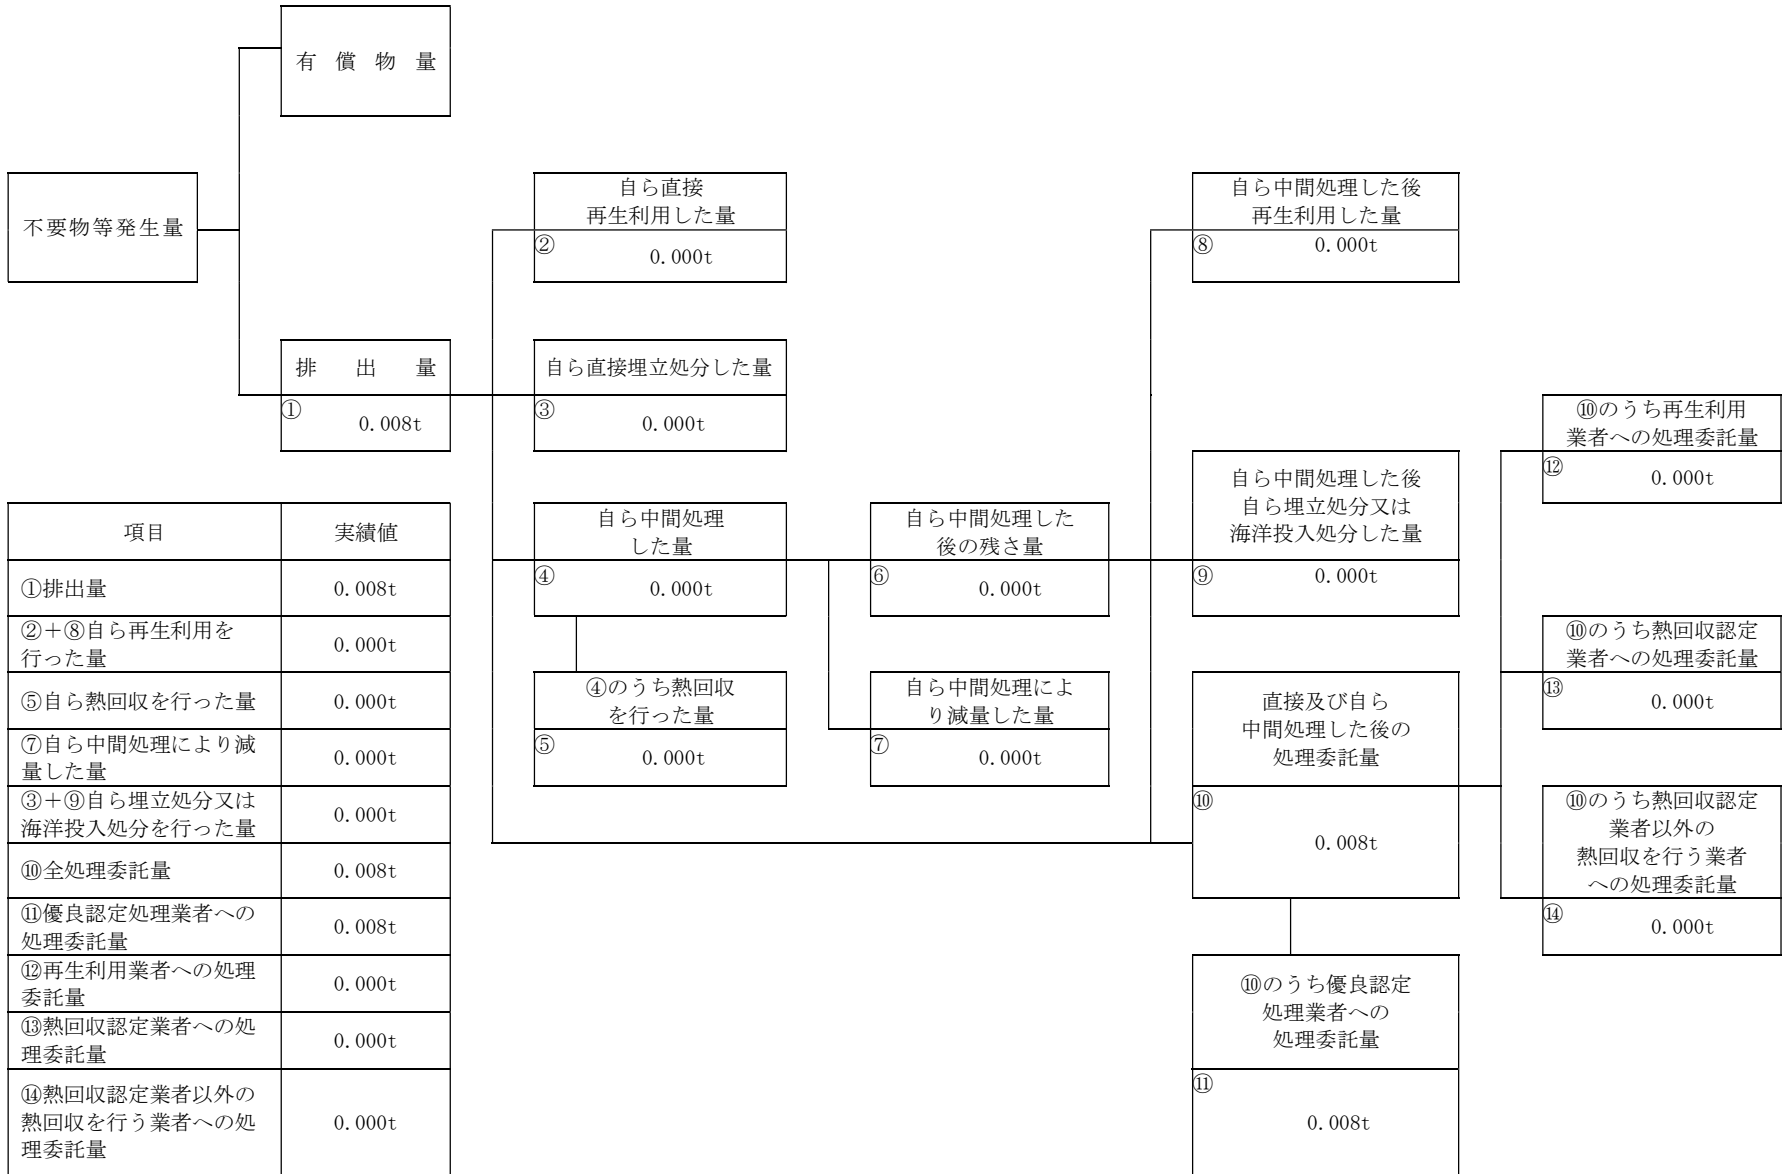 有 償 物 量
不要物等発生量
自ら直接
再生利用した量
②
0.000t
自ら中間処理した後
再生利用した量
⑧
0.000t
排 出 量
①
0.008t
自ら直接埋立処分した量
③
0.000t
⑩のうち再生利用
業者への処理委託量
⑫
0.000t
自ら中間処理
した量
④
0.000t
自ら中間処理した
後の残さ量
⑥
0.000t
自ら中間処理した後
自ら埋立処分又は
海洋投入処分した量
⑨
0.000t
⑩のうち熱回収認定
業者への処理委託量
⑬
0.000t
④のうち熱回収
を行った量
⑤
0.000t
自ら中間処理によ
り減量した量
⑦
0.000t
直接及び自ら
中間処理した後の
処理委託量
⑩
0.008t
⑩のうち熱回収認定
業者以外の
熱回収を行う業者
への処理委託量
⑭
0.000t
⑩のうち優良認定
処理業者への
処理委託量
⑪
0.008t
項目 実績値
①排出量 0.008t
②＋⑧自ら再生利用を
行った量
0.000t
⑤自ら熱回収を行った量 0.000t
⑦自ら中間処理により減
量した量
0.000t
③＋⑨自ら埋立処分又は
海洋投入処分を行った量
0.000t
⑩全処理委託量 0.008t
⑪優良認定処理業者への
処理委託量
0.008t
⑫再生利用業者への処理
委託量
0.000t
⑬熱回収認定業者への処
理委託量
0.000t
⑭熱回収認定業者以外の
熱回収を行う業者への処
理委託量
0.000t